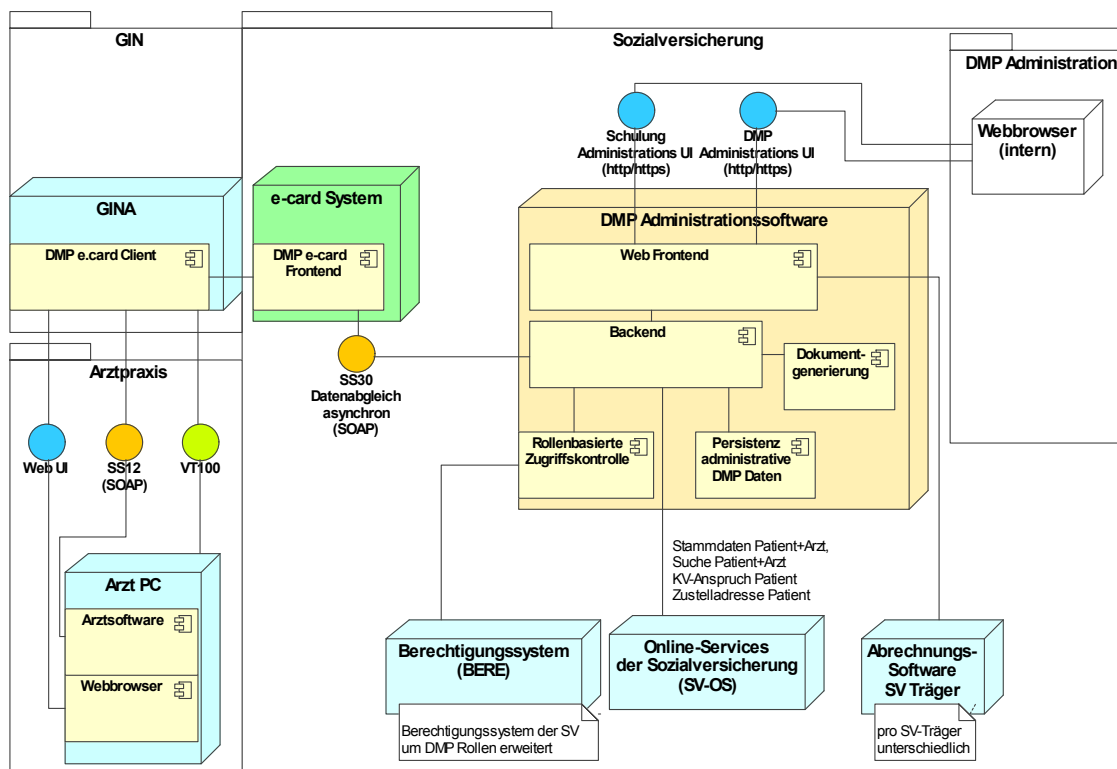 GIN
Sozialversicherung
DMP Administration
Schulung
Administrations UI
(http/https)
DMP
Administrations UI
(http/https)
Webbrowser
(intern)
GINA
DMP e.card Client
e-card System
DMP e-card
Frontend
DMP Administrationssoftware
Web Frontend
Backend
Dokument-
generierung
Rollenbasierte
Zugriffskontrolle
Persistenz
administrative
DMP Daten
SS30
Datenabgleich
asynchron
(SOAP)
Arztpraxis
Web UI
SS12
(SOAP)
VT100
Arzt PC
Arztsoftware
Webbrowser
Stammdaten Patient+Arzt,
Suche Patient+Arzt
KV-Anspruch Patient
Zustelladresse Patient
Berechtigungssystem
(BERE)
Berechtigungssystem der SV
um DMP Rollen erweitert
Online-Services
der Sozialversicherung
(SV-OS)
Abrechnungs-
Software
SV Träger
pro SV-Träger
unterschiedlich